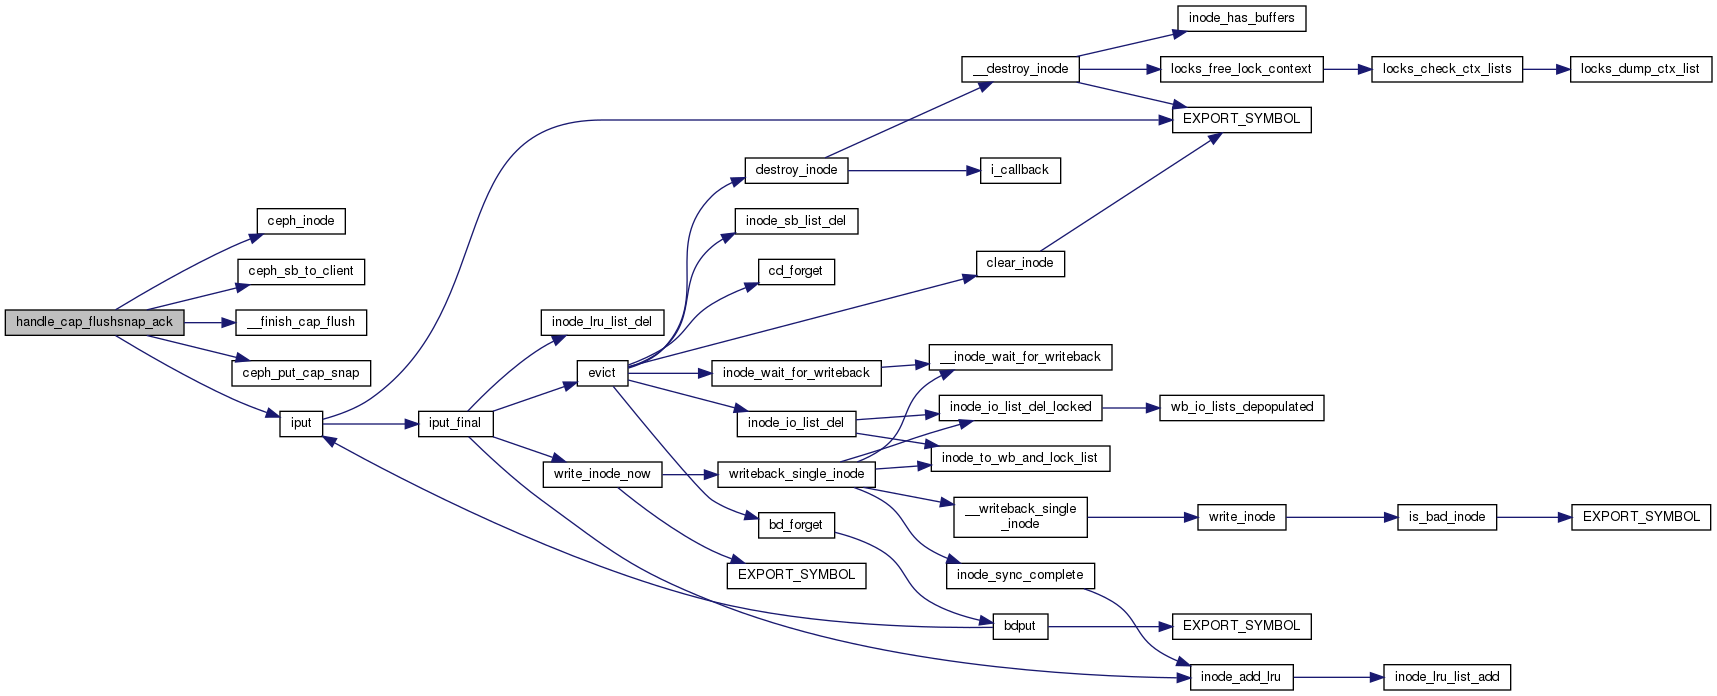 inode_has_buffers
__destroy_inode
locks_free_lock_context
locks_check_ctx_lists
locks_dump_ctx_list
EXPORT_SYMBOL
destroy_inode
i_callback
ceph_inode
inode_sb_list_del
clear_inode
ceph_sb_to_client
cd_forget
handle_cap_flushsnap_ack
__finish_cap_flush
inode_lru_list_del
__inode_wait_for_writeback
ceph_put_cap_snap
evict
inode_wait_for_writeback
inode_io_list_del_locked
wb_io_lists_depopulated
iput
iput_final
inode_io_list_del
inode_to_wb_and_lock_list
write_inode_now
writeback_single_inode
__writeback_single
_inode
write_inode
is_bad_inode
EXPORT_SYMBOL
bd_forget
EXPORT_SYMBOL
inode_sync_complete
bdput
EXPORT_SYMBOL
inode_add_lru
inode_lru_list_add